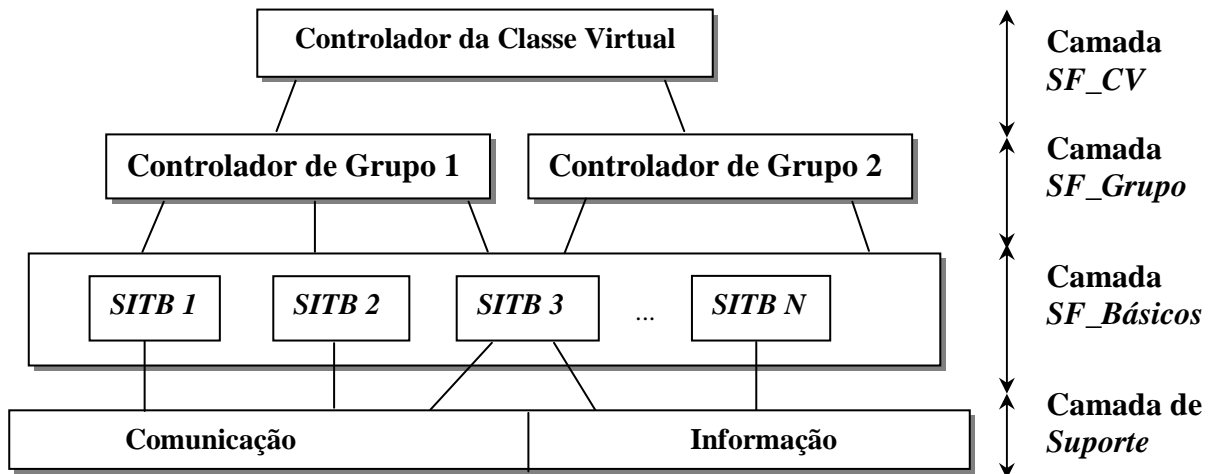 Controlador da Classe Virtual
Camada
SF_CV
Controlador de Grupo 1
Controlador de Grupo 2
Camada
SF_Grupo
SITB 1
SITB 2
SITB 3
...
SITB N
Camada
SF_Básicos
Comunicação
Informação
Camada de
Suporte